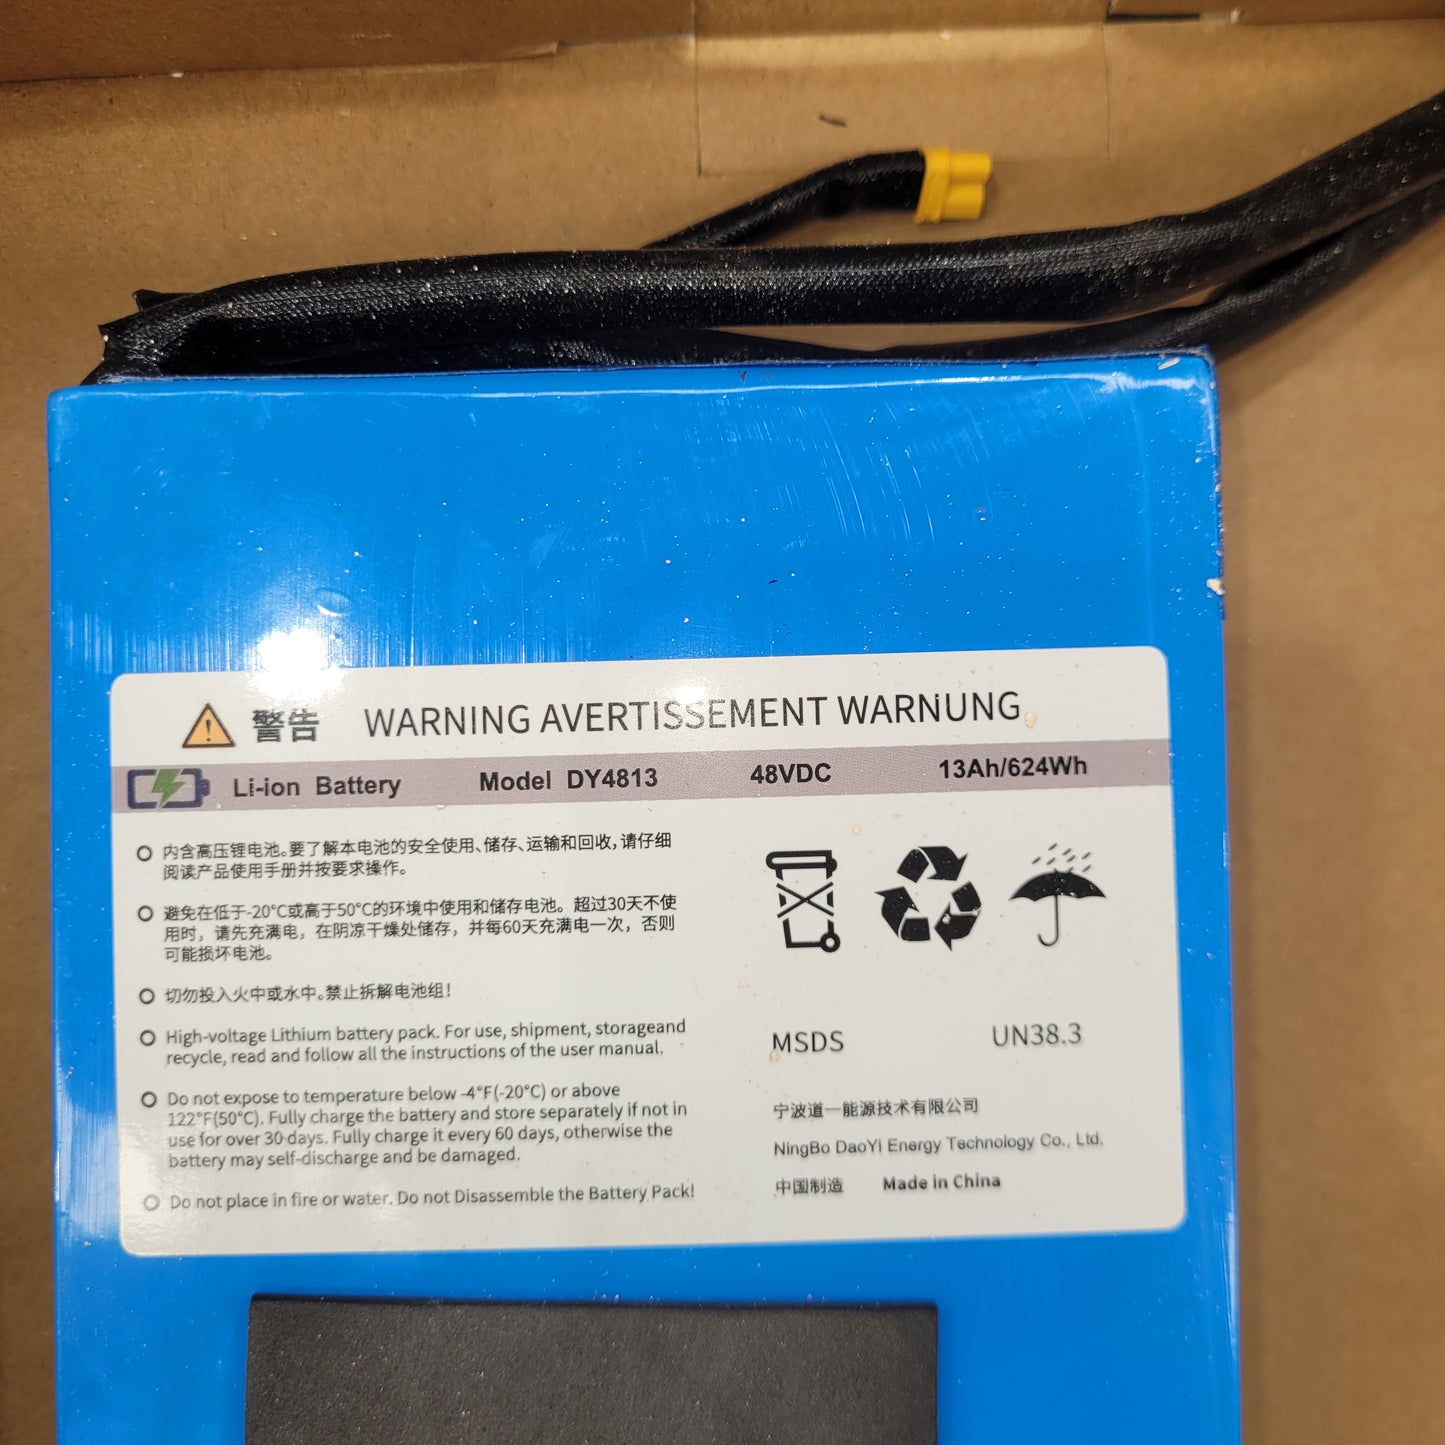 警告 WARNING AVERTISSEMENT WARNUNG
Li-ion Battery Model DY4813 48VDC 13Ah/624Wh
内含高压锂电池。要了解本电池的安全使用、储存、运输和回收，请仔细
阅读产品使用手册并按要求操作。
避免在低于-20°C或高于50°C的环境中使用和储存电池。超过30天不使
用时，请先充满电，在阴凉干燥处储存，并每60天充满电一次，否则
可能损坏电池。
切勿投入火中或水中。禁止拆解电池组！
High-voltage Lithium battery pack. For use, shipment, storageand
recycle, read and follow all the instructions of the user manual.
Do not expose to temperature below -4°F(-20°C) or above
122°F(50°C). Fully charge the battery and store separately if not in
use for over 30 days. Fully charge it every 60 days, otherwise the
battery may self-discharge and be damaged.
Do not place in fire or water. Do not Disassemble the Battery Pack!
MSDS UN38.3
宁波道一能源技术有限公司
NingBo DaoYi Energy Technology Co., Ltd.
中国制造 Made in China